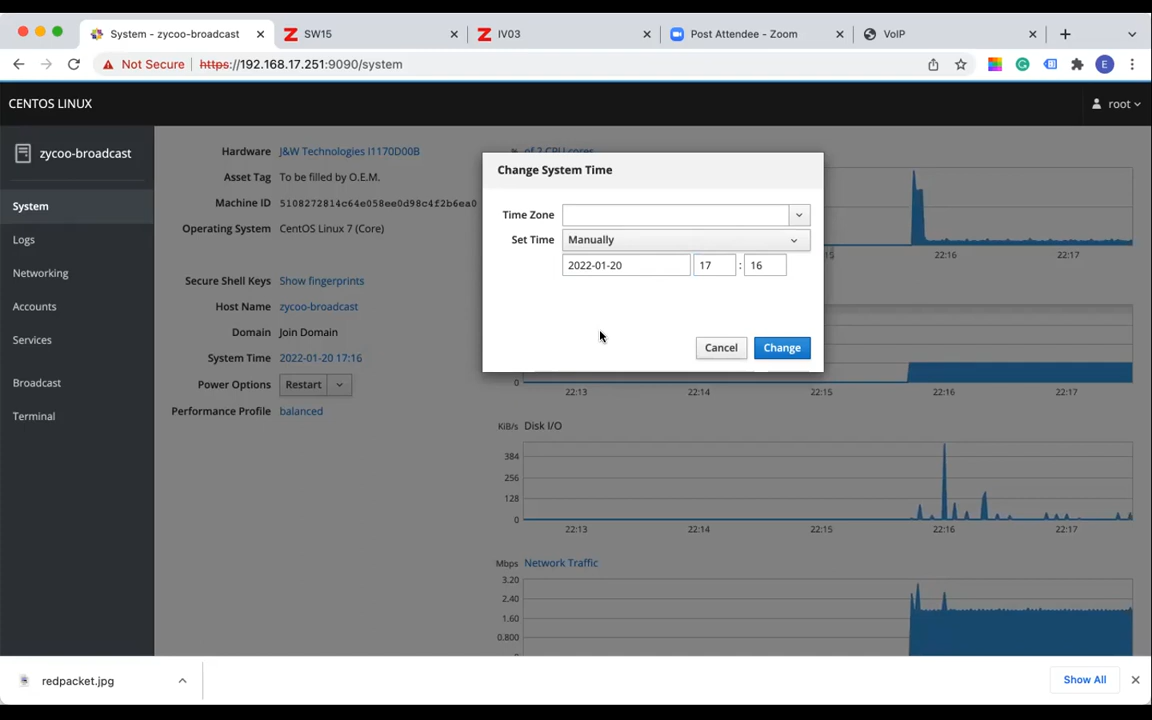 System - zycoo-broadcast
SW15
IV03
Post Attendee - Zoom
VoIP
Not Secure
https://192.168.17.251:9090/system
E
CENTOS LINUX
root
zycoo-broadcast
System
Logs
Networking
Accounts
Services
Broadcast
Terminal
Hardware J&W Technologies I1170D00B
Asset Tag To be filled by O.E.M.
Machine ID 5108272814c64e058ee0d98c4f2b6ea0
Operating System CentOS Linux 7 (Core)
Secure Shell Keys Show fingerprints
Host Name zycoo-broadcast
Domain Join Domain
System Time 2022-01-20 17:16
Power Options Restart
Performance Profile balanced
of 2 CPU cores
Change System Time
Time Zone
Set Time Manually
2022-01-20 17 : 16
Cancel Change
15 22:16 22:17
0
22:13 22:14 22:15 22:16 22:17
KiB/s Disk I/O
384
256
128
0
22:13 22:14 22:15 22:16 22:17
Mbps Network Traffic
3.20
2.40
1.60
0.800
redpacket.jpg
Show All